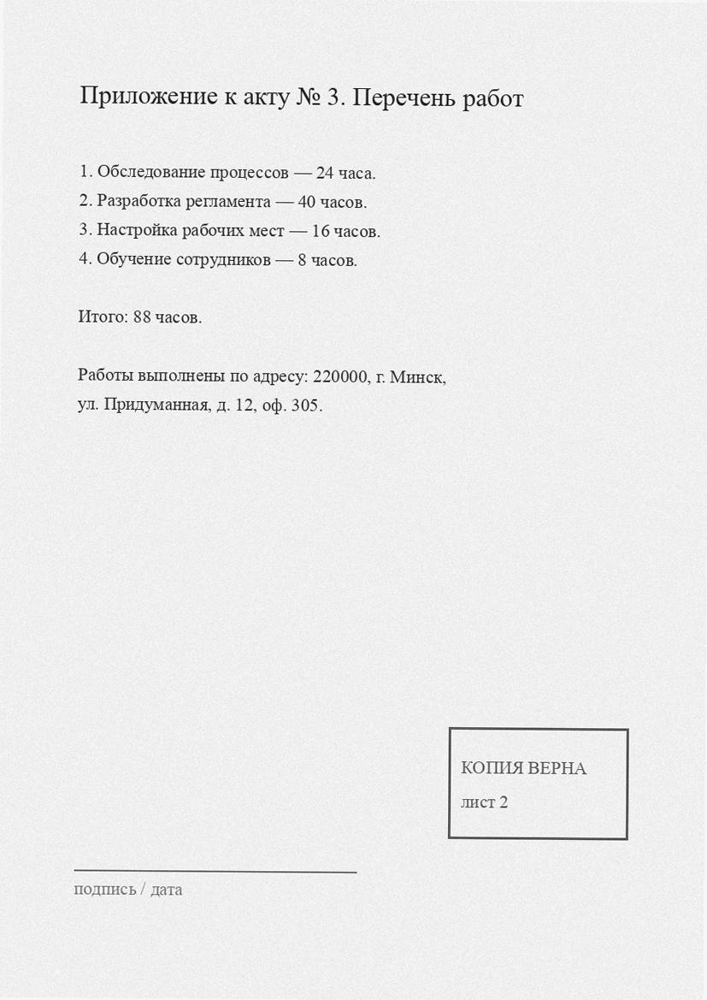 Приложение к акту № 3. Перечень работ
1. Обследование процессов — 24 часа.
2. Разработка регламента — 40 часов.
3. Настройка рабочих мест — 16 часов.
4. Обучение сотрудников — 8 часов.
Итого: 88 часов.
Работы выполнены по адресу: 220000, г. Минск,
ул. Придуманная, д. 12, оф. 305.
КОПИЯ ВЕРНА
лист 2
подпись / дата